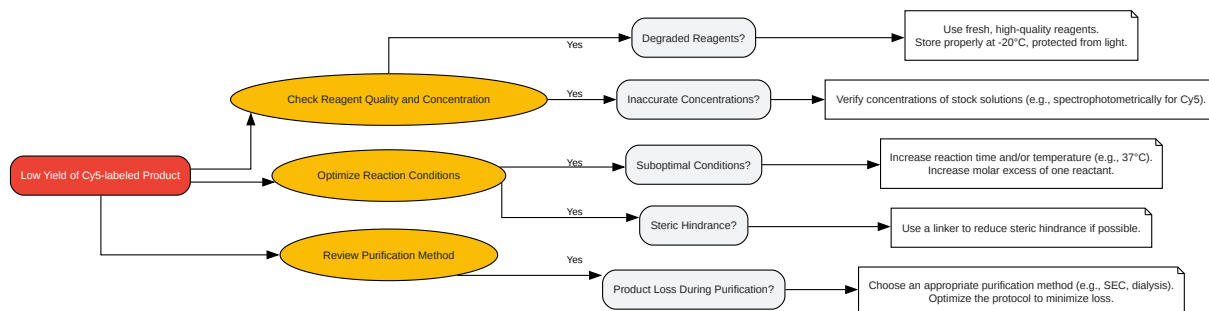 Low Yield of Cy5-labeled Product
Check Reagent Quality and Concentration
Yes
Degraded Reagents?
Use fresh, high-quality reagents.
Store properly at -20°C, protected from light.
Yes
Inaccurate Concentrations?
Verify concentrations of stock solutions (e.g., spectrophotometrically for Cy5).
Optimize Reaction Conditions
Yes
Suboptimal Conditions?
Increase reaction time and/or temperature (e.g., 37°C).
Increase molar excess of one reactant.
Yes
Steric Hindrance?
Use a linker to reduce steric hindrance if possible.
Review Purification Method
Yes
Product Loss During Purification?
Choose an appropriate purification method (e.g., SEC, dialysis).
Optimize the protocol to minimize loss.